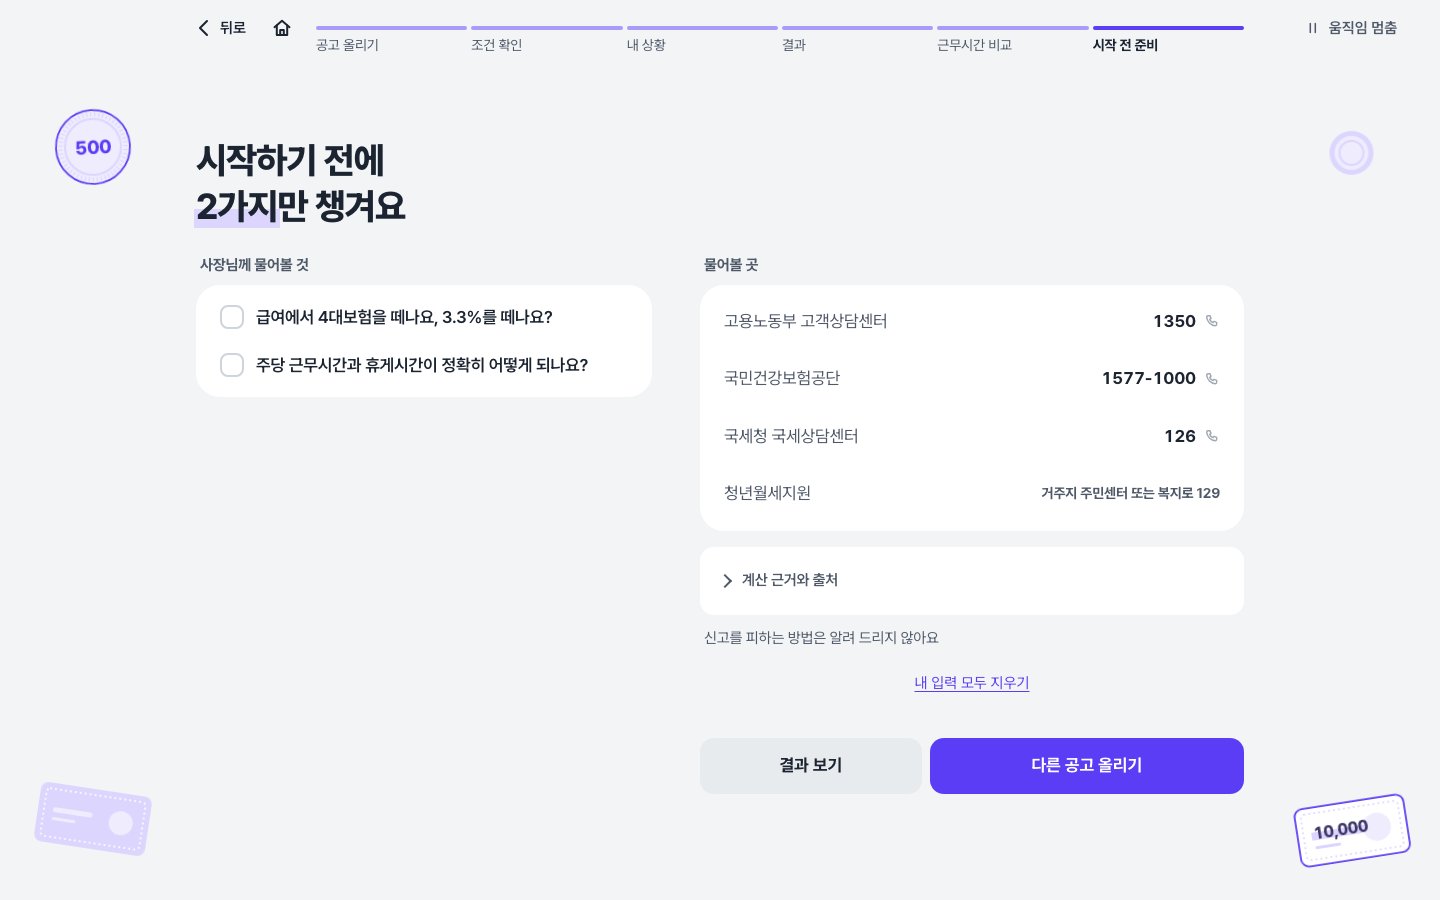 뒤로
공고 올리기
조건 확인
내 상황
결과
근무시간 비교
시작 전 준비
움직임 멈춤
500
시작하기 전에
2가지만 챙겨요
사장님께 물어볼 것
급여에서 4대보험을 떼나요, 3.3%를 떼나요?
주당 근무시간과 휴게시간이 정확히 어떻게 되나요?
물어볼 곳
고용노동부 고객상담센터 1350
국민건강보험공단 1577-1000
국세청 국세상담센터 126
청년월세지원 거주지 주민센터 또는 복지로 129
계산 근거와 출처
신고를 피하는 방법은 알려 드리지 않아요
내 입력 모두 지우기
결과 보기
다른 공고 올리기
10,000